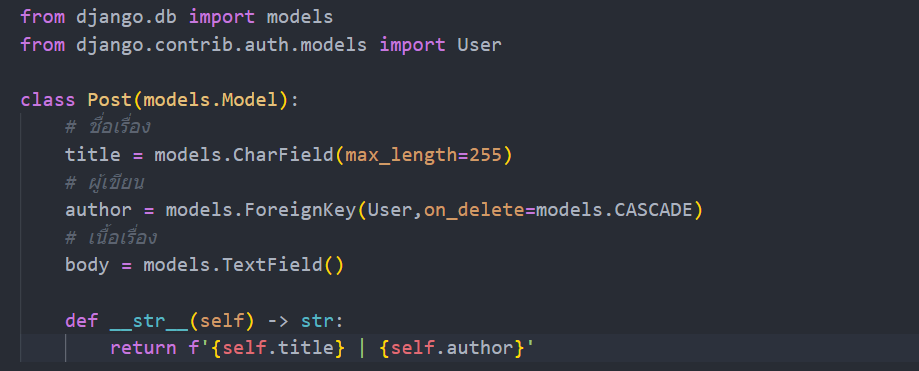 from django.db import models
from django.contrib.auth.models import User

class Post(models.Model):
    # ชื่อเรื่อง
    title = models.CharField(max_length=255)
    # ผู้เขียน
    author = models.ForeignKey(User,on_delete=models.CASCADE)
    # เนื้อเรื่อง
    body = models.TextField()

    def __str__(self) -> str:
        return f'{self.title} | {self.author}'